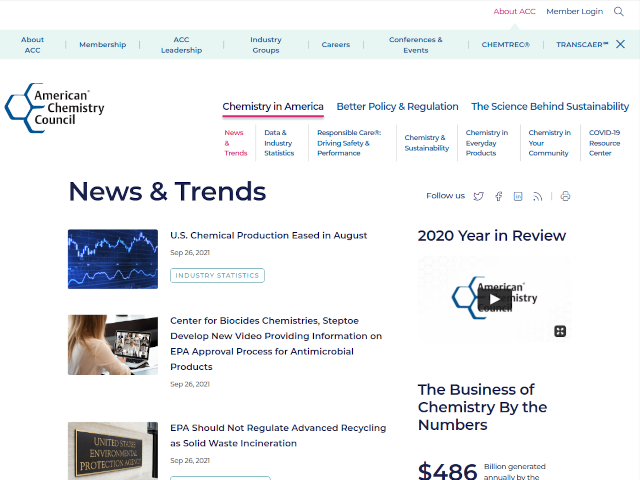 About ACC
Member Login
About
ACC
Membership
ACC
Leadership
Industry
Groups
Careers
Conferences &
Events
CHEMTREC®
TRANSCAER℠
American®
Chemistry
Council
Chemistry in America
Better Policy & Regulation
The Science Behind Sustainability
News
&
Trends
Data &
Industry
Statistics
Responsible Care®:
Driving Safety &
Performance
Chemistry &
Sustainability
Chemistry in
Everyday
Products
Chemistry in
Your
Community
COVID-19
Resource
Center
News & Trends
Follow us
U.S. Chemical Production Eased in August
Sep 26, 2021
INDUSTRY STATISTICS
Center for Biocides Chemistries, Steptoe
Develop New Video Providing Information on
EPA Approval Process for Antimicrobial
Products
Sep 26, 2021
UNITED STATES
ENVIRONMENTAL
PROTECTION AGENCY
EPA Should Not Regulate Advanced Recycling
as Solid Waste Incineration
Sep 26, 2021
2020 Year in Review
American
Chemistry
Council
The Business of
Chemistry By the
Numbers
$486
Billion generated
annually by the